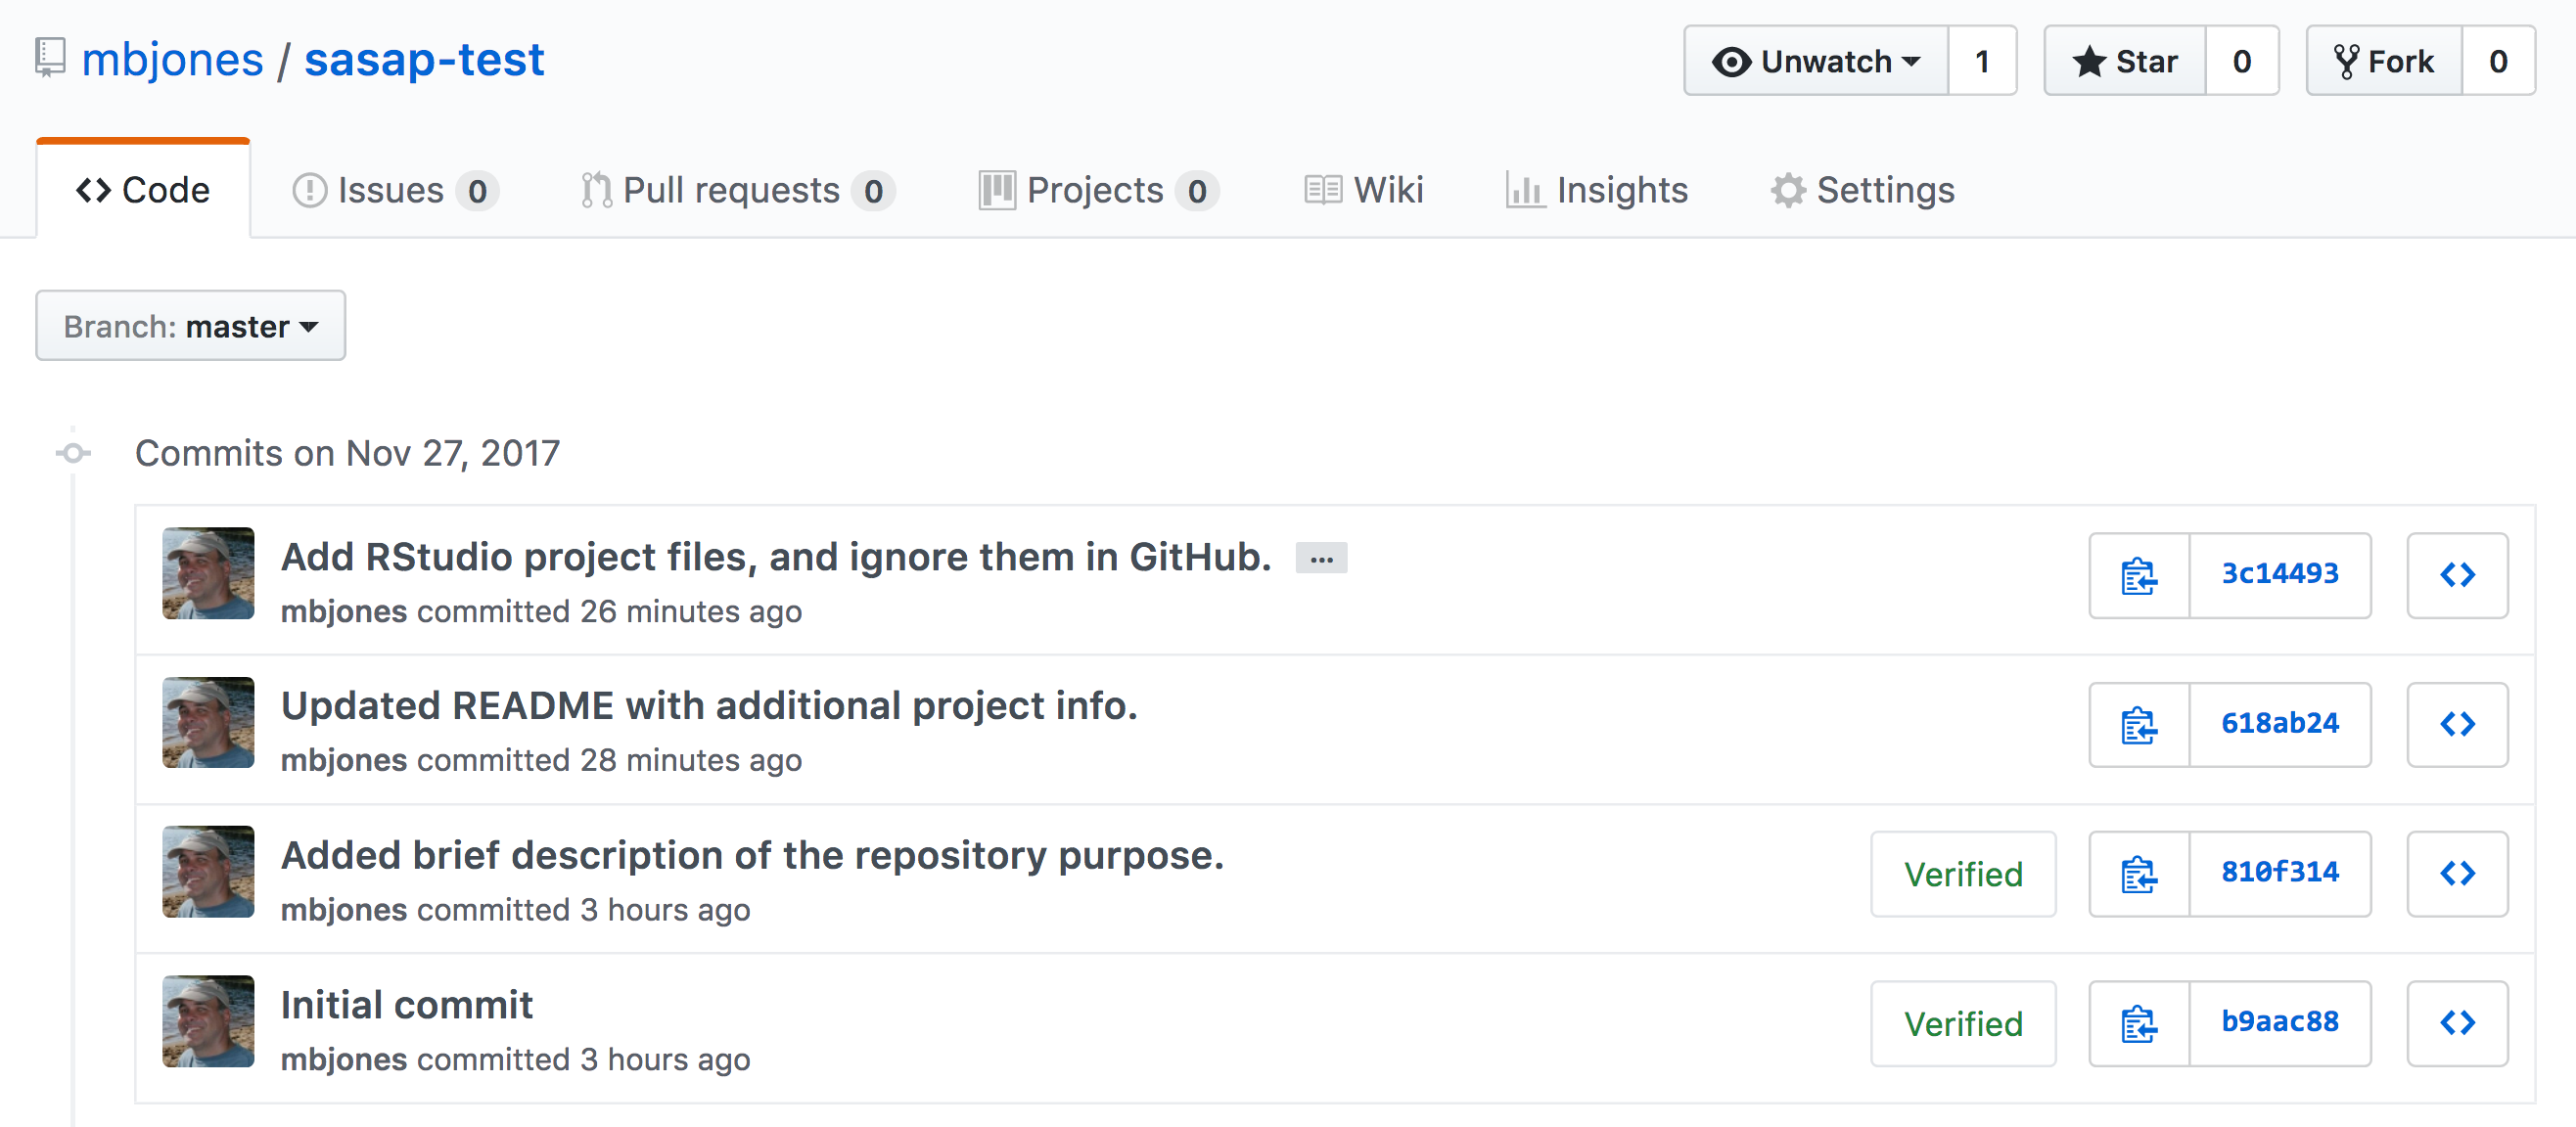 mbjones / sasap-test
Unwatch 1 Star 0 Fork 0
Code Issues 0 Pull requests 0 Projects 0 Wiki Insights Settings
Branch: master
Commits on Nov 27, 2017
Add RStudio project files, and ignore them in GitHub. …
mbjones committed 26 minutes ago
3c14493
Updated README with additional project info.
mbjones committed 28 minutes ago
618ab24
Added brief description of the repository purpose.
mbjones committed 3 hours ago
Verified 810f314
Initial commit
mbjones committed 3 hours ago
Verified b9aac88